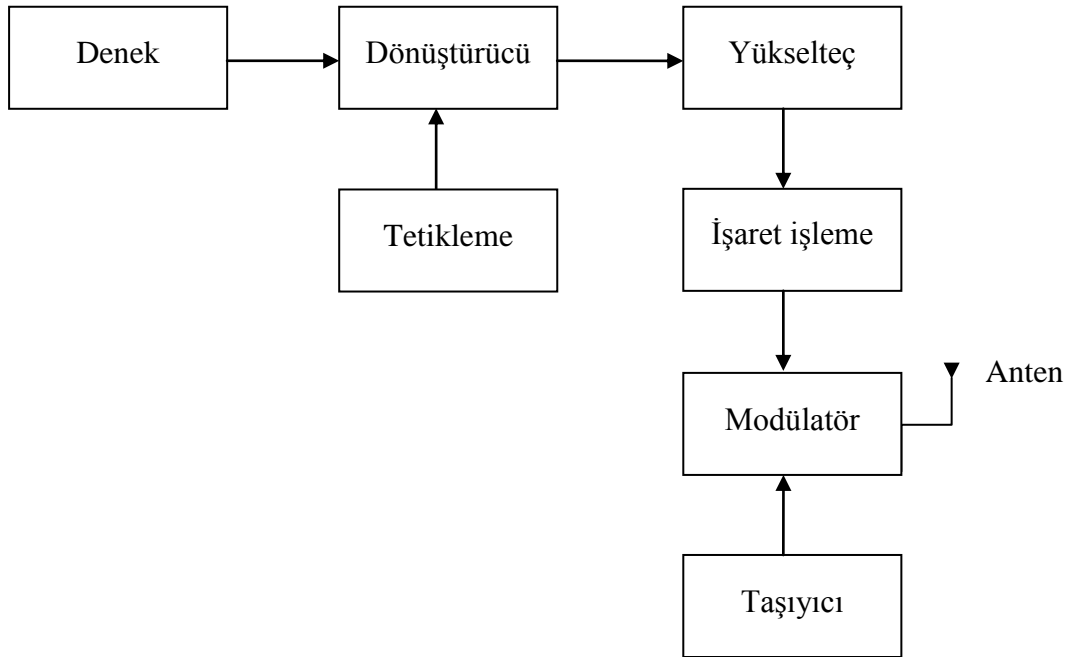 Denek
Dönüştürücü
Yükselteç
Tetikleme
İşaret işleme
Anten
Modülatör
Taşıyıcı